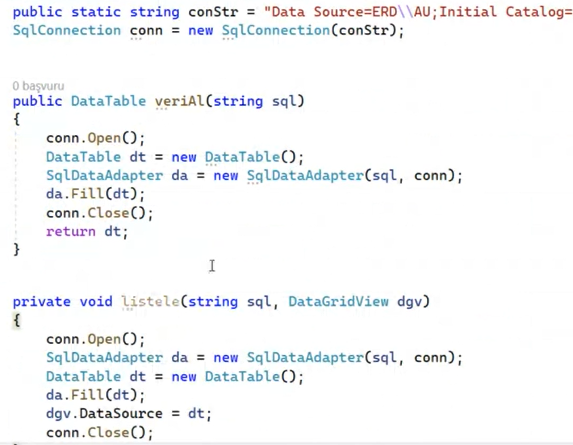 public static string conStr = "Data Source=ERD\\AU;Initial Catalog=
SqlConnection conn = new SqlConnection(conStr);
0 başvuru
public DataTable veriAl(string sql)
{
conn.Open();
DataTable dt = new DataTable();
SqlDataAdapter da = new SqlDataAdapter(sql, conn);
da.Fill(dt);
conn.Close();
return dt;
}
private void listele(string sql, DataGridView dgv)
{
conn.Open();
SqlDataAdapter da = new SqlDataAdapter(sql, conn);
DataTable dt = new DataTable();
da.Fill(dt);
dgv.DataSource = dt;
conn.Close();